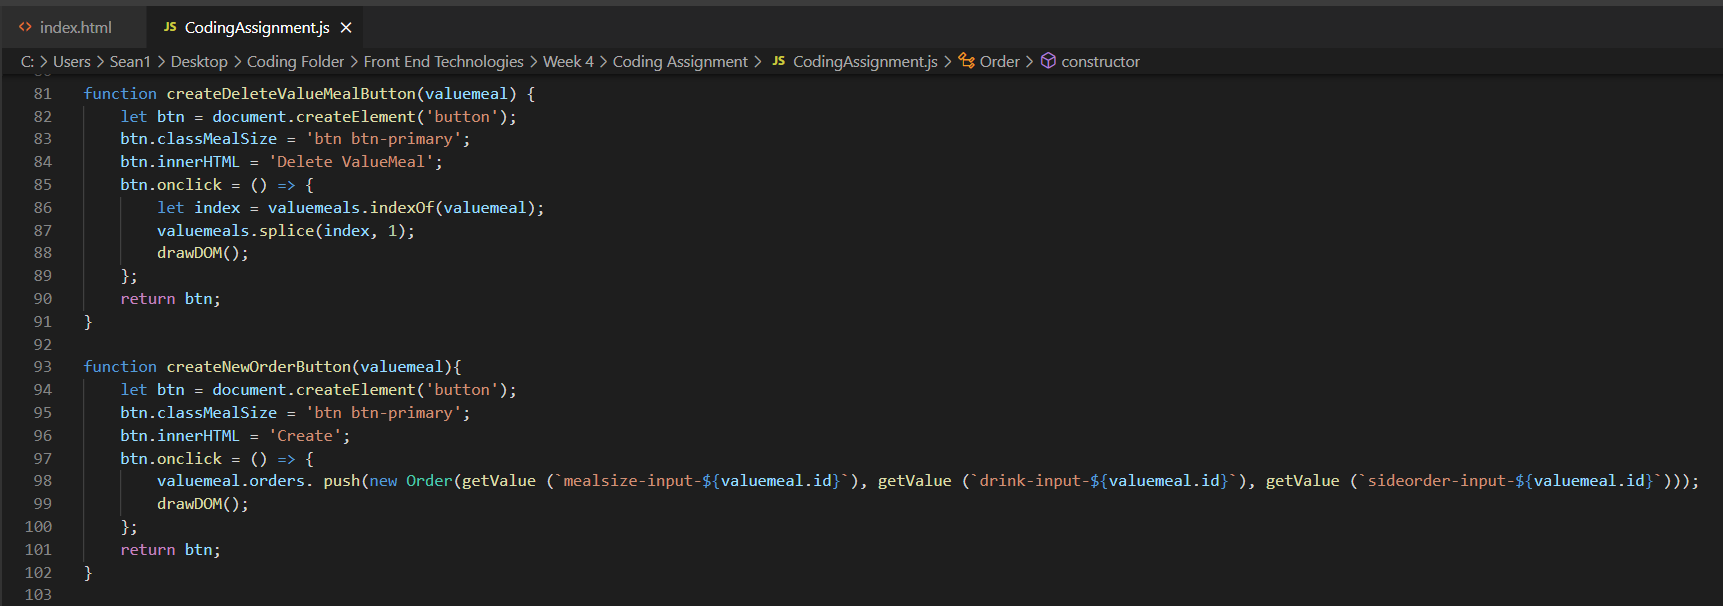 <> index.html JS CodingAssignment.js ×
C: > Users > Sean1 > Desktop > Coding Folder > Front End Technologies > Week 4 > Coding Assignment > JS CodingAssignment.js > Order > constructor
81 function createDeleteValueMealButton(valuemeal) {
82     let btn = document.createElement('button');
83     btn.classMealSize = 'btn btn-primary';
84     btn.innerHTML = 'Delete ValueMeal';
85     btn.onclick = () => {
86         let index = valuemeals.indexOf(valuemeal);
87         valuemeals.splice(index, 1);
88         drawDOM();
89     };
90     return btn;
91 }
92
93 function createNewOrderButton(valuemeal){
94     let btn = document.createElement('button');
95     btn.classMealSize = 'btn btn-primary';
96     btn.innerHTML = 'Create';
97     btn.onclick = () => {
98         valuemeal.orders. push(new Order(getValue (`mealsize-input-${valuemeal.id}`), getValue (`drink-input-${valuemeal.id}`), getValue (`sideorder-input-${valuemeal.id}`)));
99         drawDOM();
100     };
101     return btn;
102 }
103